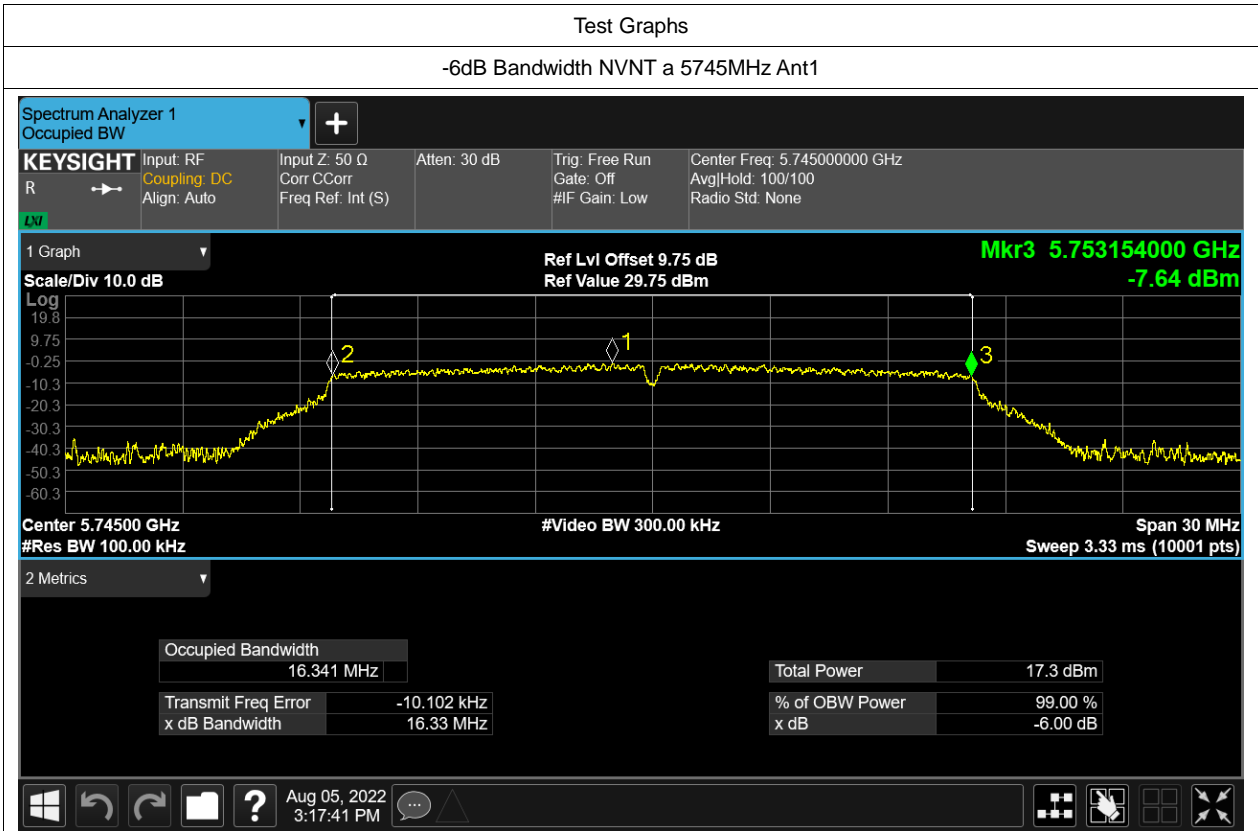 Test Graphs
-6dB Bandwidth NVNT a 5745MHz Ant1
Spectrum Analyzer 1
Occupied BW
+
KEYSIGHT
R
LXI
Input: RF
Coupling: DC
Align: Auto
Input Z: 50 Ω
Corr CCorr
Freq Ref: Int (S)
Atten: 30 dB
Trig: Free Run
Gate: Off
#IF Gain: Low
Center Freq: 5.745000000 GHz
Avg|Hold: 100/100
Radio Std: None
1 Graph
Scale/Div 10.0 dB
Ref Lvl Offset 9.75 dB
Ref Value 29.75 dBm
Mkr3 5.753154000 GHz
-7.64 dBm
Log
19.8
9.75
-0.25
-10.3
-20.3
-30.3
-40.3
-50.3
-60.3
2
1
3
Center 5.74500 GHz
#Res BW 100.00 kHz
#Video BW 300.00 kHz
Span 30 MHz
Sweep 3.33 ms (10001 pts)
2 Metrics
Occupied Bandwidth
16.341 MHz
Transmit Freq Error -10.102 kHz
x dB Bandwidth 16.33 MHz
Total Power 17.3 dBm
% of OBW Power 99.00 %
x dB -6.00 dB
?
Aug 05, 2022
3:17:41 PM